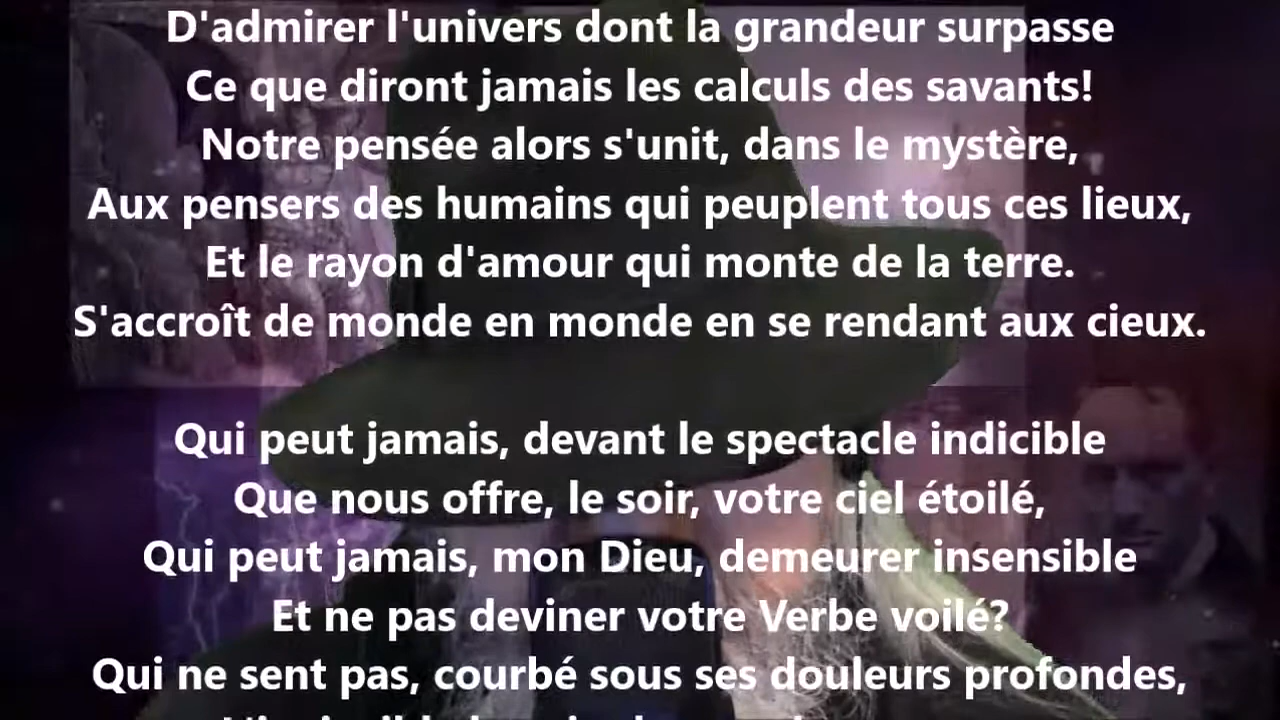 D'admirer l'univers dont la grandeur surpasse
Ce que diront jamais les calculs des savants!
Notre pensée alors s'unit, dans le mystère,
Aux pensers des humains qui peuplent tous ces lieux,
Et le rayon d'amour qui monte de la terre.
S'accroît de monde en monde en se rendant aux cieux.
Qui peut jamais, devant le spectacle indicible
Que nous offre, le soir, votre ciel étoilé,
Qui peut jamais, mon Dieu, demeurer insensible
Et ne pas deviner votre Verbe voilé?
Qui ne sent pas, courbé sous ses douleurs profondes,